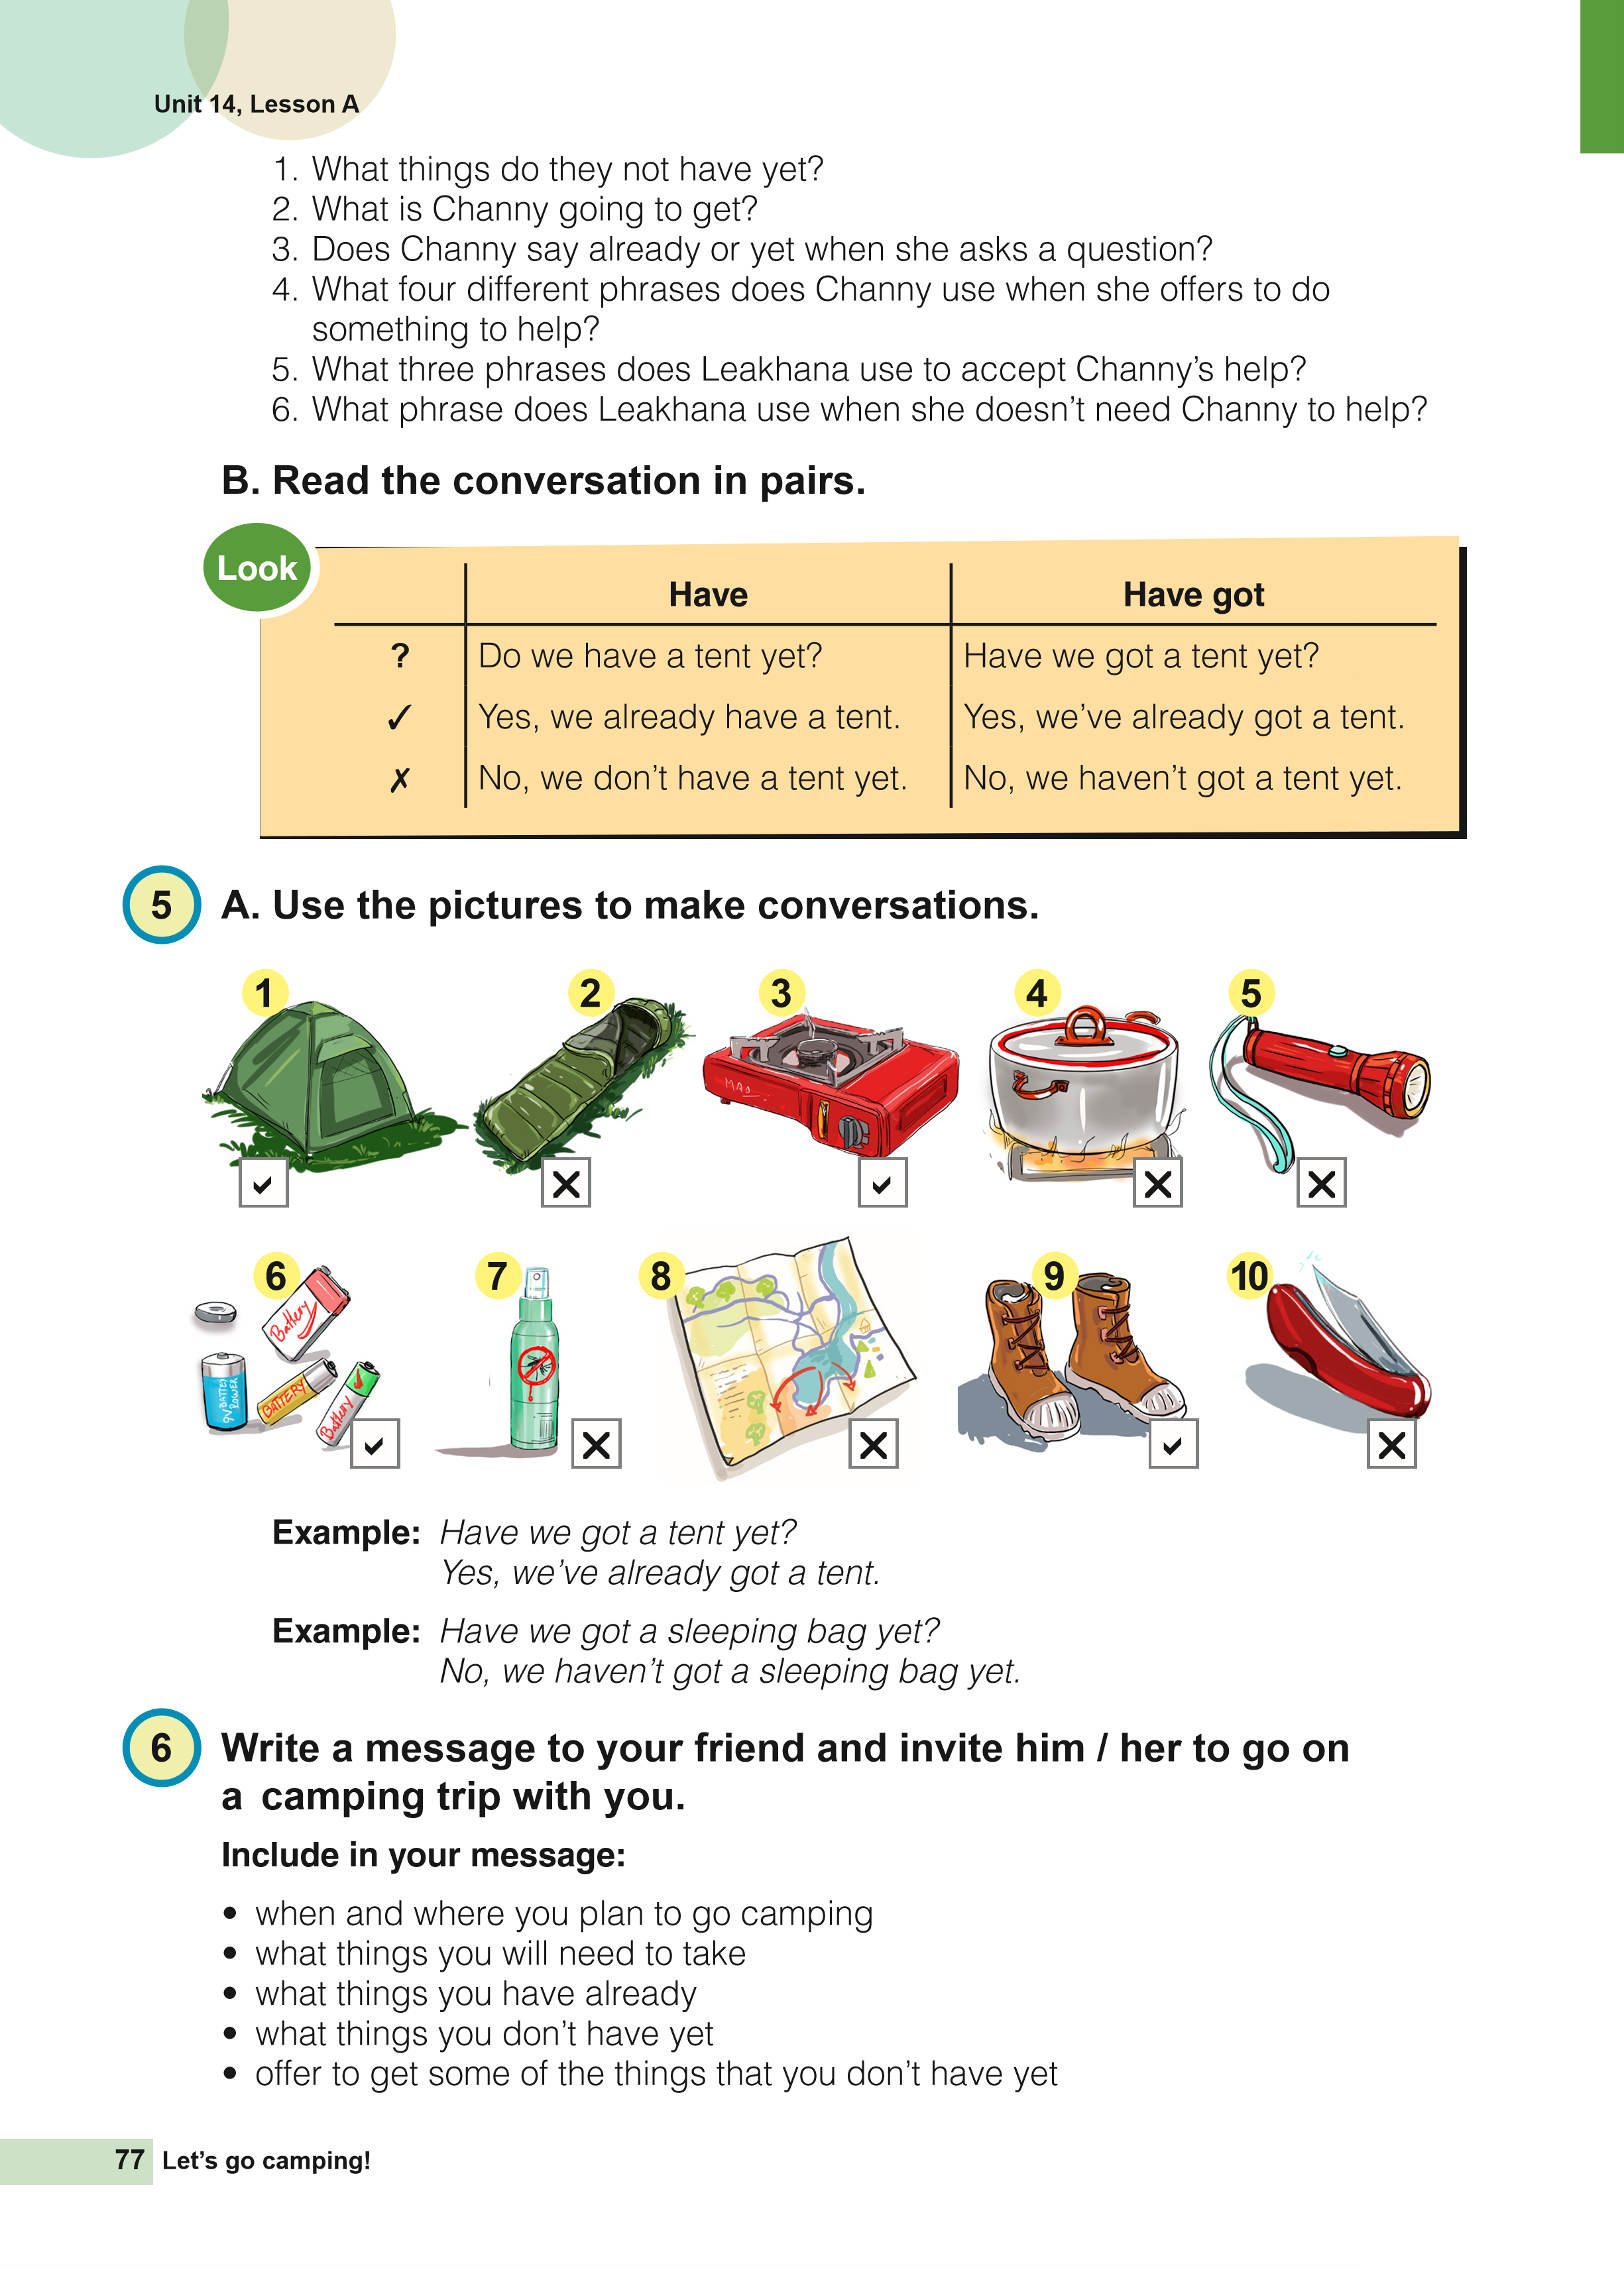 Unit 14, Lesson A
1. What things do they not have yet?
2. What is Channy going to get?
3. Does Channy say already or yet when she asks a question?
4. What four different phrases does Channy use when she offers to do
something to help?
5. What three phrases does Leakhana use to accept Channy’s help?
6. What phrase does Leakhana use when she doesn’t need Channy to help?
B. Read the conversation in pairs.
Look
Have Have got
? Do we have a tent yet? Have we got a tent yet?
✓ Yes, we already have a tent. Yes, we’ve already got a tent.
✗ No, we don’t have a tent yet. No, we haven’t got a tent yet.
5 A. Use the pictures to make conversations.
1 2 3 4 5
6 7 8 9 10
Battery
BATTERY
Battery
Example: Have we got a tent yet?
Yes, we’ve already got a tent.
Example: Have we got a sleeping bag yet?
No, we haven’t got a sleeping bag yet.
6 Write a message to your friend and invite him / her to go on
a camping trip with you.
Include in your message:
• when and where you plan to go camping
• what things you will need to take
• what things you have already
• what things you don’t have yet
• offer to get some of the things that you don’t have yet
77 Let’s go camping!